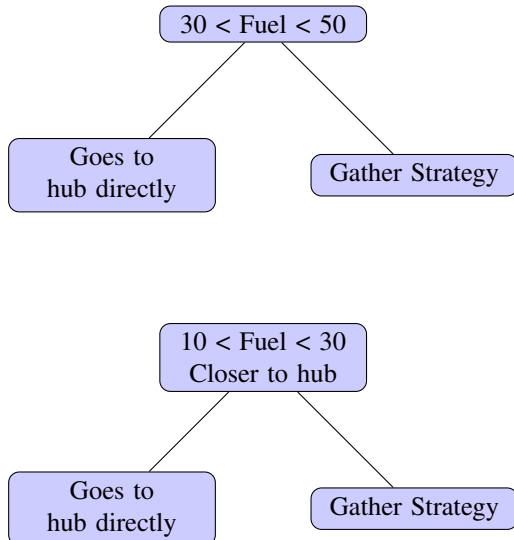 30 < Fuel < 50
Goes to
hub directly
Gather Strategy
10 < Fuel < 30
Closer to hub
Goes to
hub directly
Gather Strategy